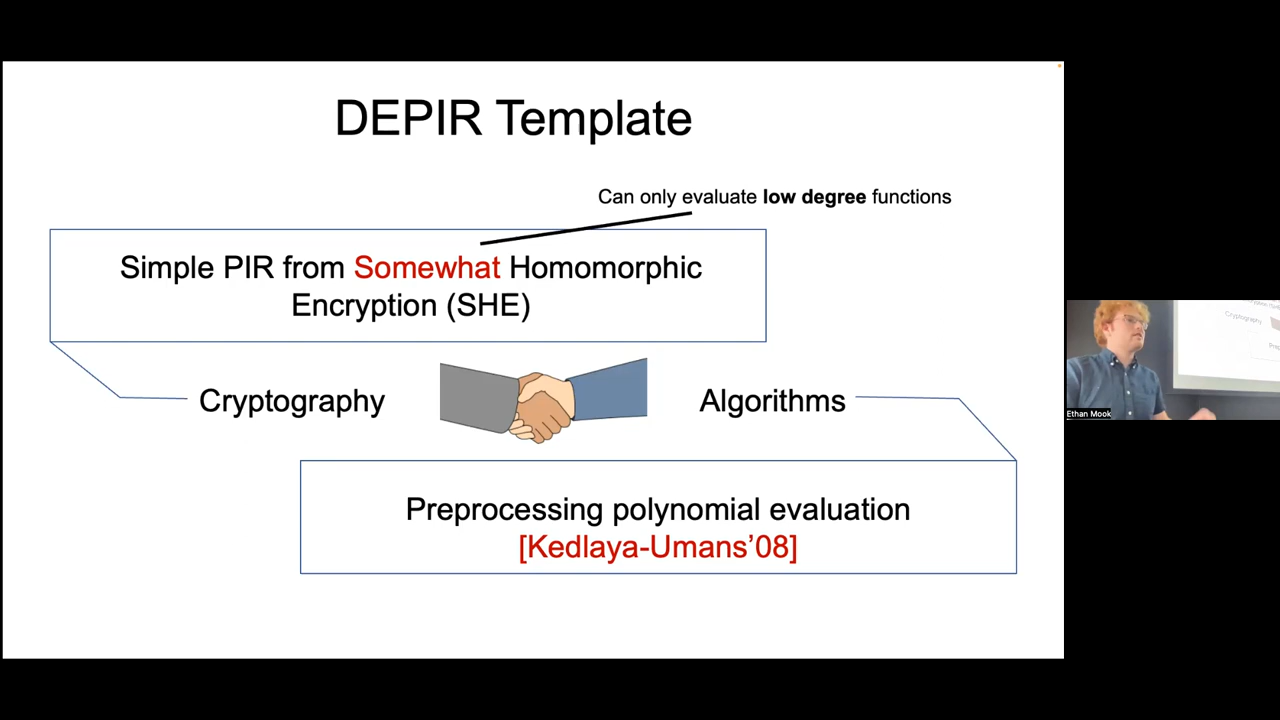 DEPIR Template
Can only evaluate low degree functions
Simple PIR from Somewhat Homomorphic
Encryption (SHE)
Cryptography
Algorithms
Preprocessing polynomial evaluation
[Kedlaya-Umans’08]
Cryptography
Ethan Mook